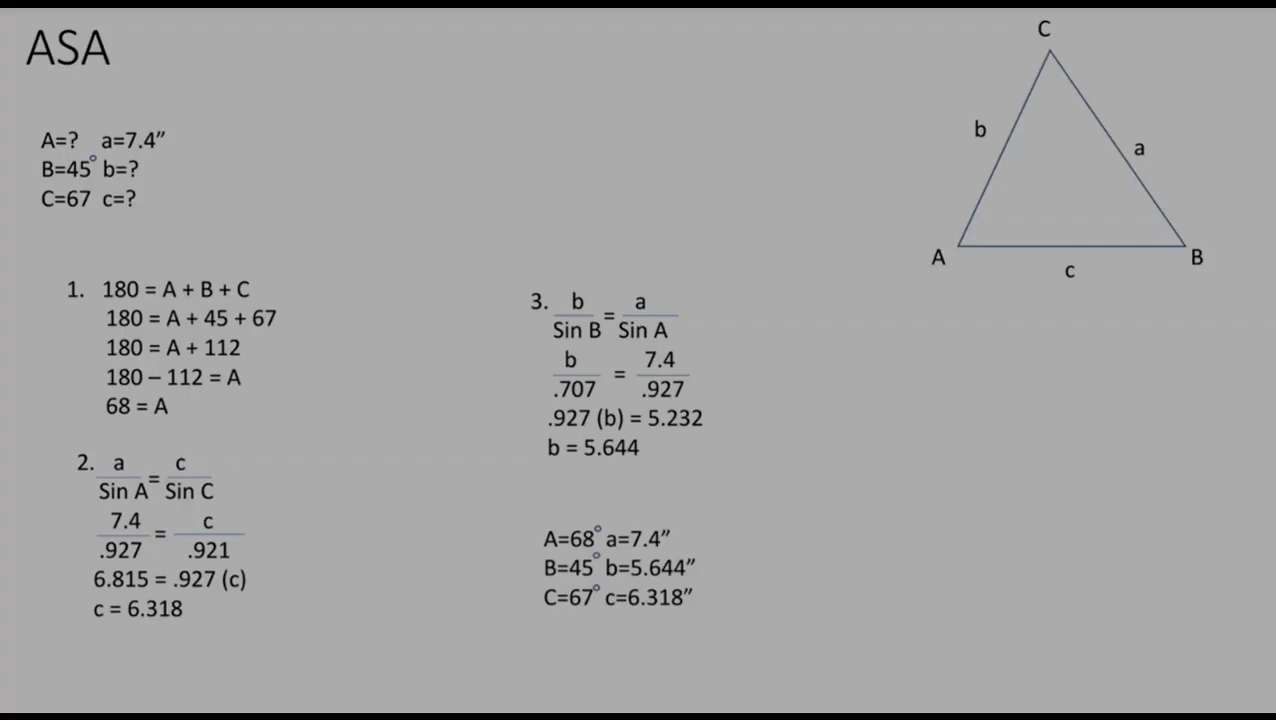 ASA
C
b
a
A
B
c
A=? a=7.4”
B=45° b=?
C=67 c=?
1. 180 = A + B + C
180 = A + 45 + 67
180 = A + 112
180 – 112 = A
68 = A
2. a = c
Sin A Sin C
7.4 = c
.927 .921
6.815 = .927 (c)
c = 6.318
3. b = a
Sin B Sin A
b = 7.4
.707 .927
.927 (b) = 5.232
b = 5.644
A=68° a=7.4”
B=45° b=5.644”
C=67° c=6.318”